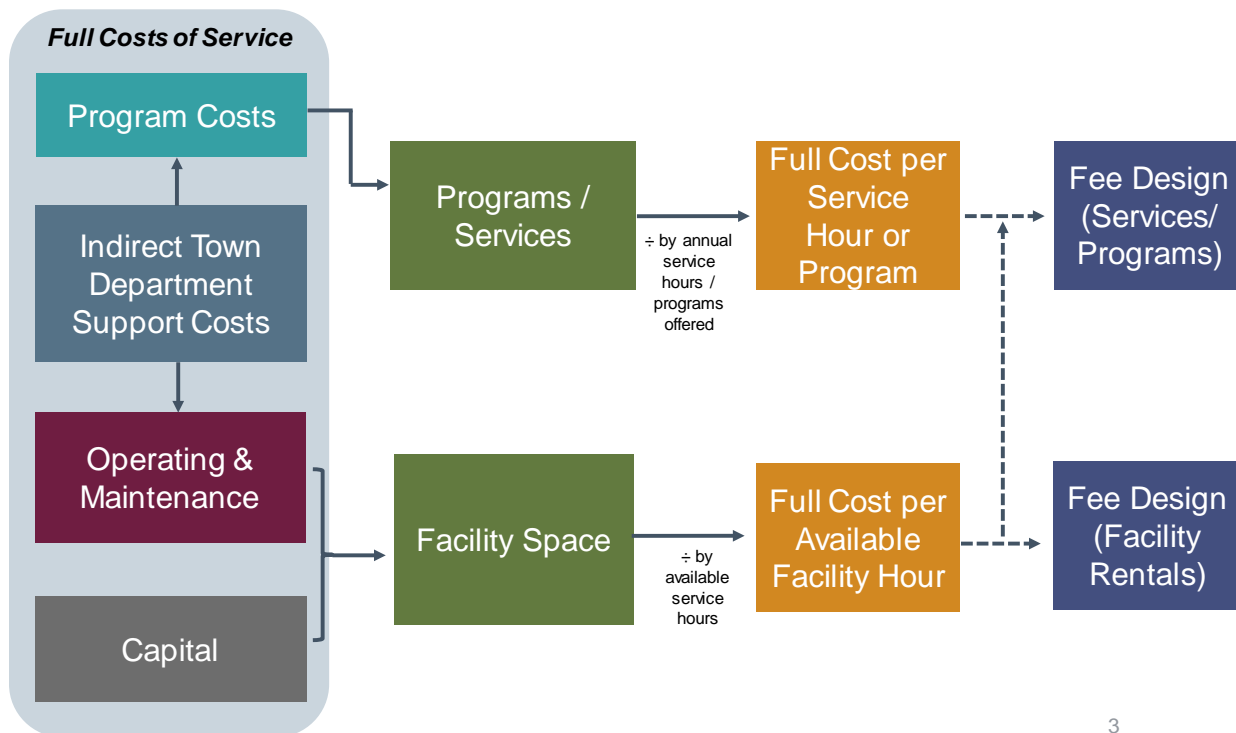 Full Costs of Service
Program Costs
Indirect Town
Department
Support Costs
Operating &
Maintenance
Capital
Programs /
Services
÷ by annual
service
hours /
programs
offered
Full Cost per
Service
Hour or
Program
Fee Design
(Services/
Programs)
Facility Space
÷ by
available
service
hours
Full Cost per
Available
Facility Hour
Fee Design
(Facility
Rentals)
3